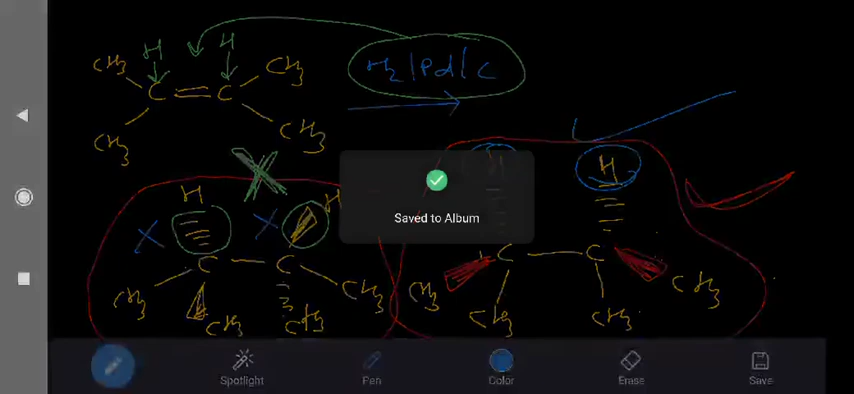 H H
CH3 CH3
C = C
CH3 CH3
H2/Pd/C
H H H
Saved to Album
C — C C — C
CH3 CH3 CH3 CH3
CH3 CH3 CH3 CH3
Spotlight Pen Color Erase Save